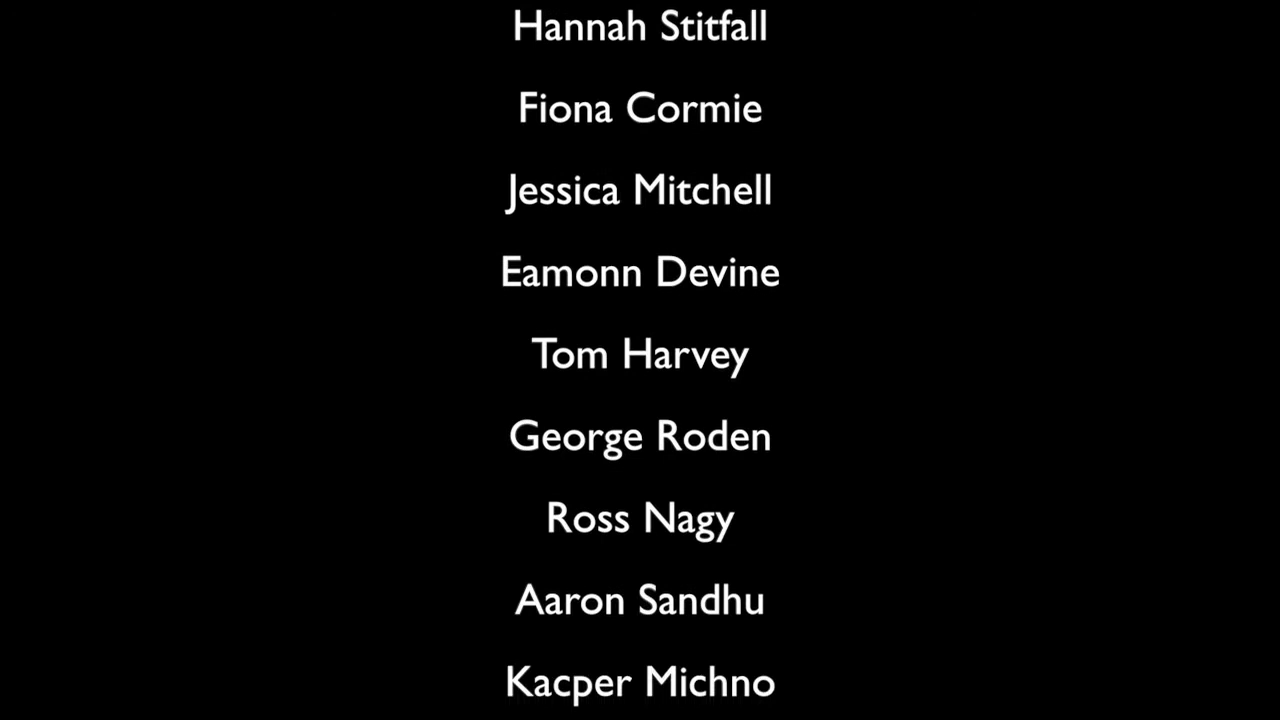 Hannah Stitfall
Fiona Cormie
Jessica Mitchell
Eamonn Devine
Tom Harvey
George Roden
Ross Nagy
Aaron Sandhu
Kacper Michno